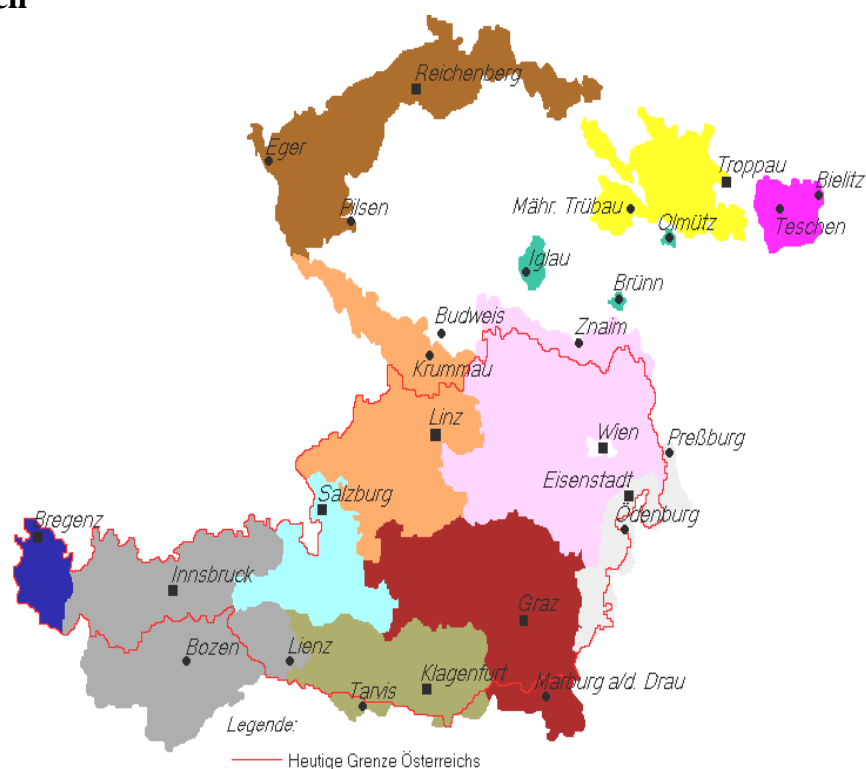 Reichenberg
Eger
Troppau
Bielitz
Pilsen
Mähr. Trübau
Teschen
Olmütz
Iglau
Brünn
Budweis
Znaim
Krummau
Linz
Wien
Preßburg
Salzburg
Eisenstadt
Bregenz
Ödenburg
Innsbruck
Graz
Bozen
Lienz
Klagenfurt
Tarvis
Marburg a/d. Drau
Legende:
Heutige Grenze Österreichs